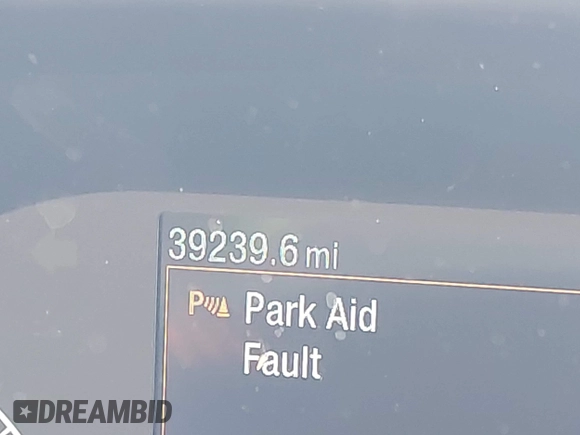 39239.6 mi
P Park Aid
Fault
DREAMBID